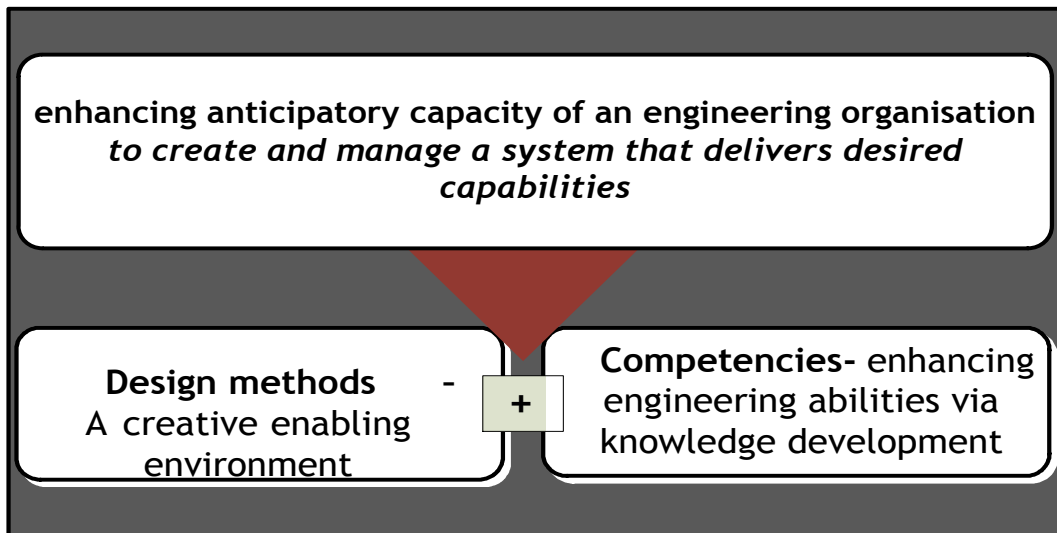 enhancing anticipatory capacity of an engineering organisation
to create and manage a system that delivers desired
capabilities
Design methods -
A creative enabling
environment
+
Competencies- enhancing
engineering abilities via
knowledge development